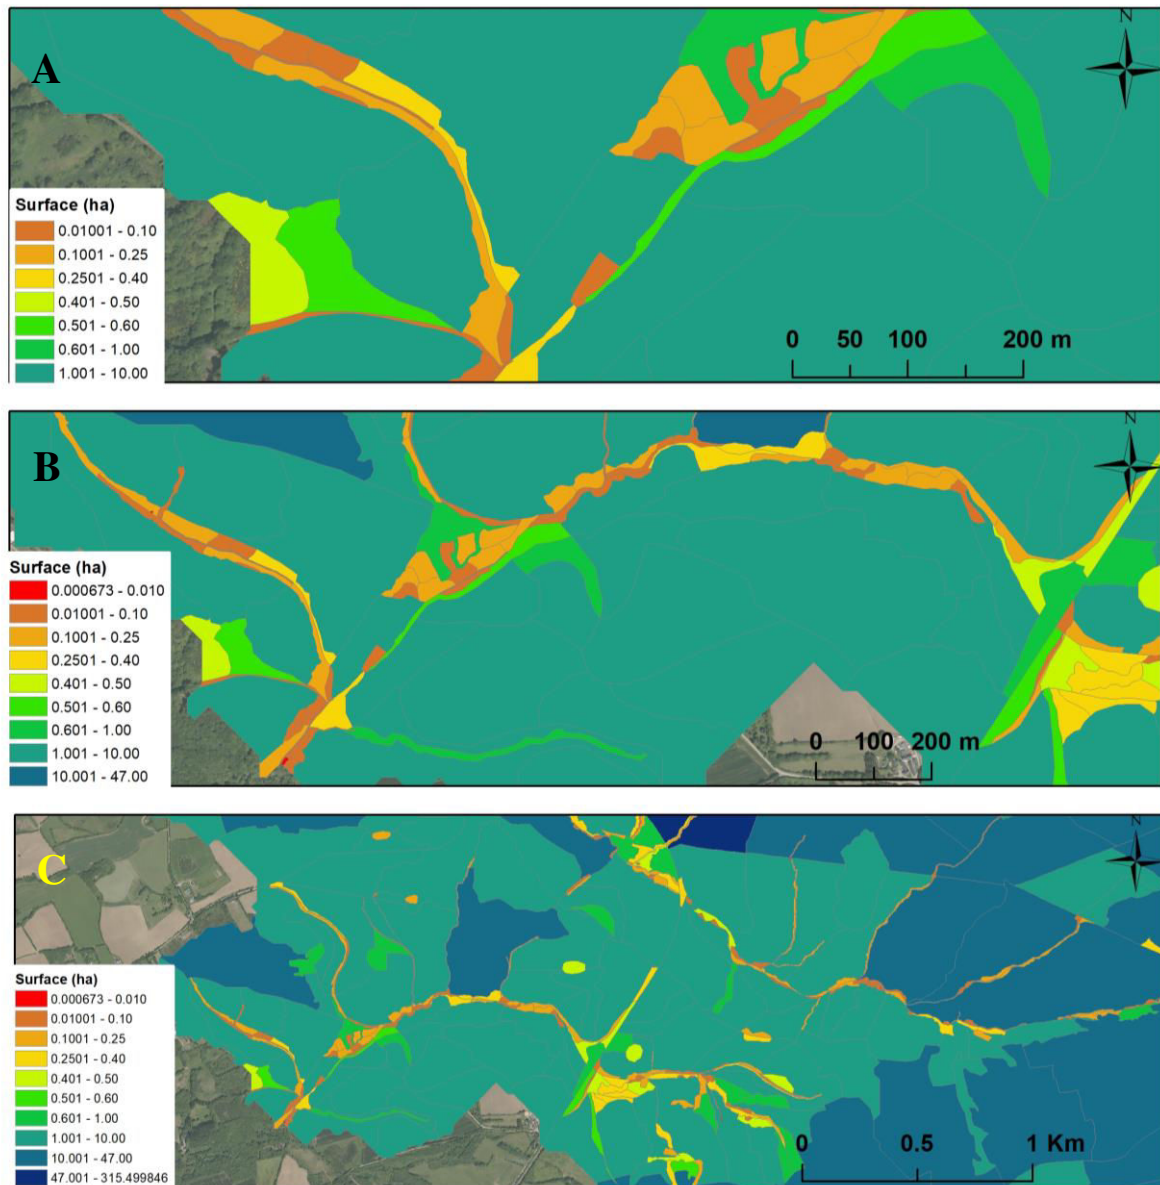 A
N
Surface (ha)
0.01001 - 0.10
0.1001 - 0.25
0.2501 - 0.40
0.401 - 0.50
0.501 - 0.60
0.601 - 1.00
1.001 - 10.00
0 50 100 200 m
B
N
Surface (ha)
0.000673 - 0.010
0.01001 - 0.10
0.1001 - 0.25
0.2501 - 0.40
0.401 - 0.50
0.501 - 0.60
0.601 - 1.00
1.001 - 10.00
10.001 - 47.00
0 100 200 m
C
N
Surface (ha)
0.000673 - 0.010
0.01001 - 0.10
0.1001 - 0.25
0.2501 - 0.40
0.401 - 0.50
0.501 - 0.60
0.601 - 1.00
1.001 - 10.00
10.001 - 47.00
47.001 - 315.499846
0 0.5 1 Km